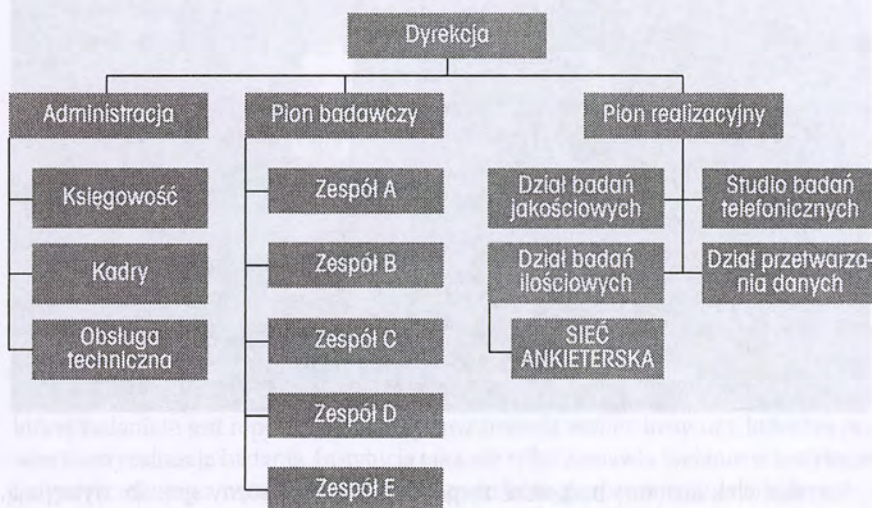 Dyrekcja
Administracja
Pion badawczy
Pion realizacyjny
Księgowość
Kadry
Obsługa
techniczna
Zespół A
Zespół B
Zespół C
Zespół D
Zespół E
Dział badań
jakościowych
Studio badań
telefonicznych
Dział badań
ilościowych
Dział przetwarza-
nia danych
SIEĆ
ANKIETERSKA